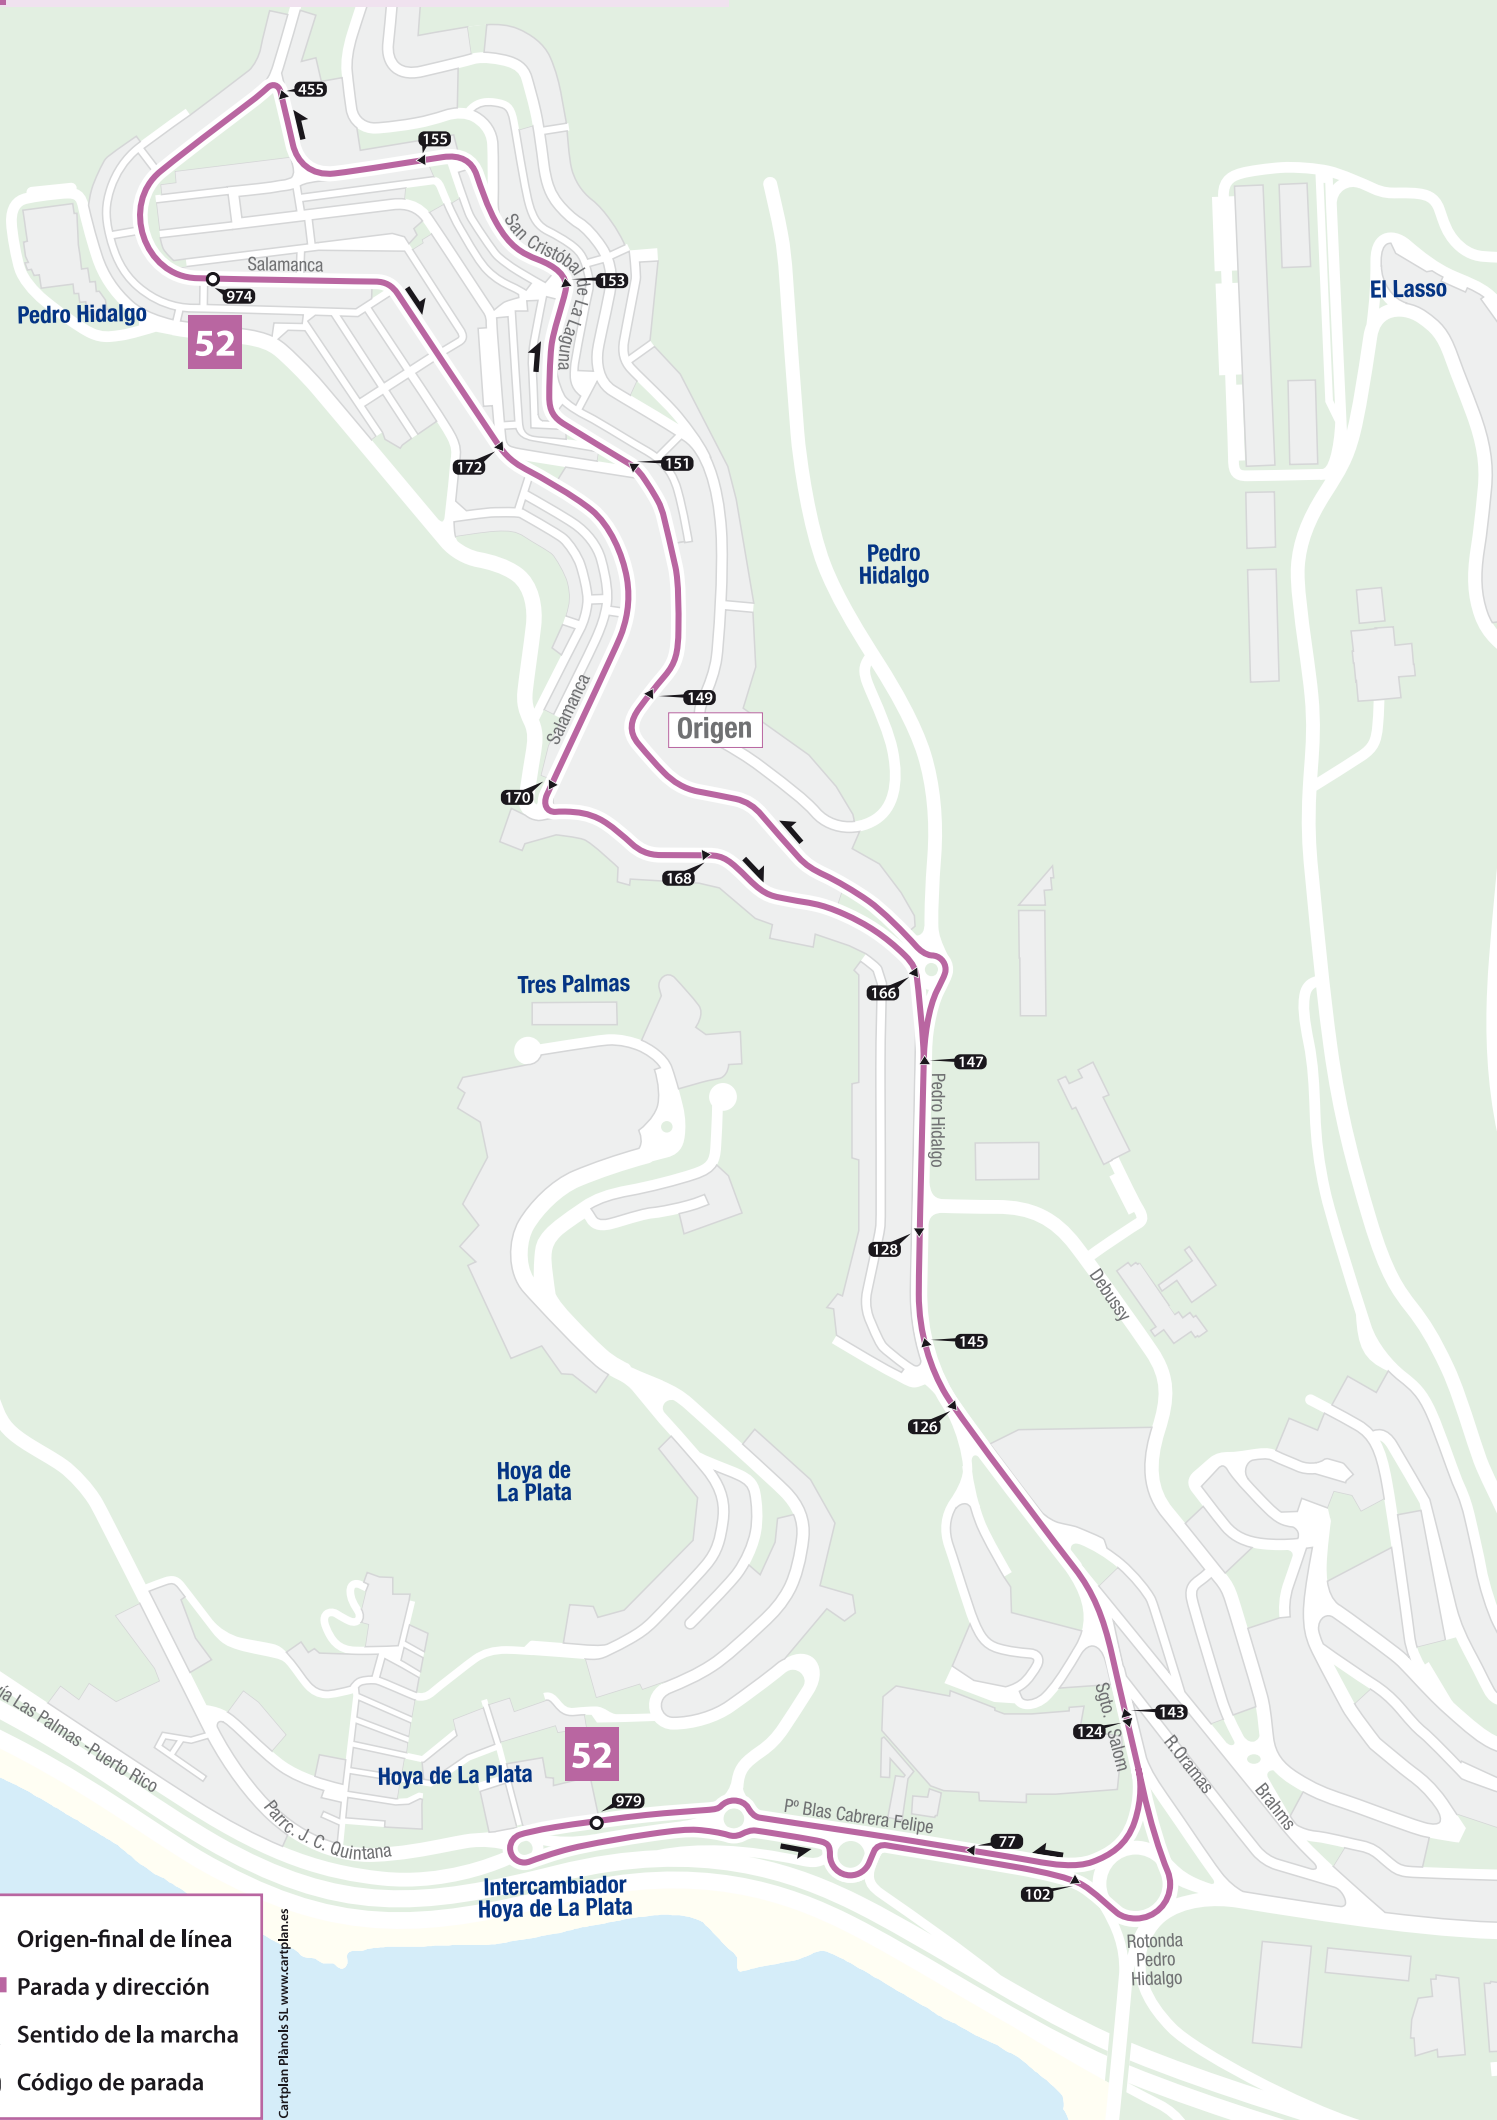 455
155
San Cristóbal de La Laguna
153
Salamanca
974
Pedro Hidalgo
52
El Lasso
172
151
Pedro
Hidalgo
149
Origen
Salamanca
170
168
166
Tres Palmas
147
Pedro Hidalgo
128
Debussy
145
126
Hoya de
La Plata
Sgto. Salom
143
124
R.Oramas
Brahms
ía Las Palmas -Puerto Rico
52
Hoya de La Plata
979
Pº Blas Cabrera Felipe
Parrc. J. C. Quintana
77
102
Intercambiador
Hoya de La Plata
Rotonda
Pedro
Hidalgo
Origen-final de línea
Parada y dirección
Sentido de la marcha
Código de parada
Cartplan Plànols SL www.cartplan.es